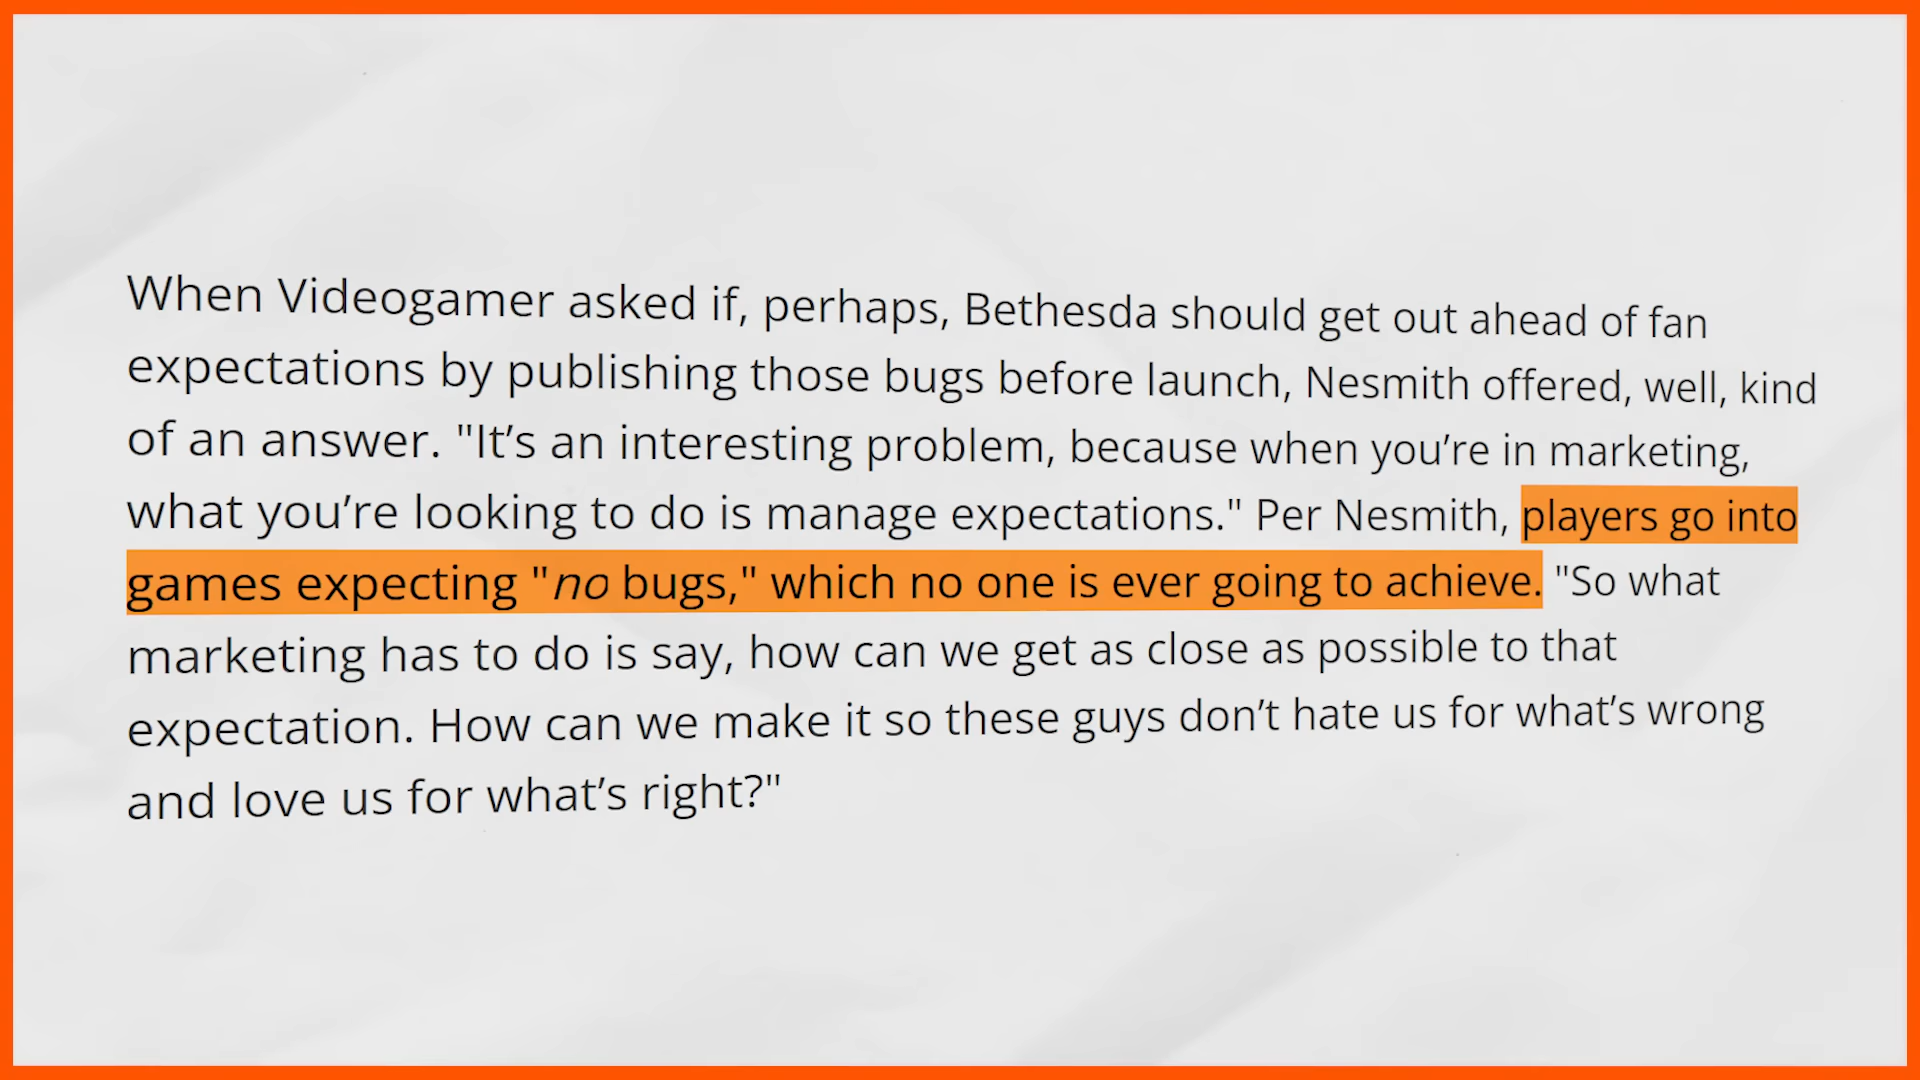 When Videogamer asked if, perhaps, Bethesda should get out ahead of fan
expectations by publishing those bugs before launch, Nesmith offered, well, kind
of an answer. "It’s an interesting problem, because when you’re in marketing,
what you’re looking to do is manage expectations." Per Nesmith, players go into
games expecting "no bugs," which no one is ever going to achieve. "So what
marketing has to do is say, how can we get as close as possible to that
expectation. How can we make it so these guys don’t hate us for what’s wrong
and love us for what’s right?"